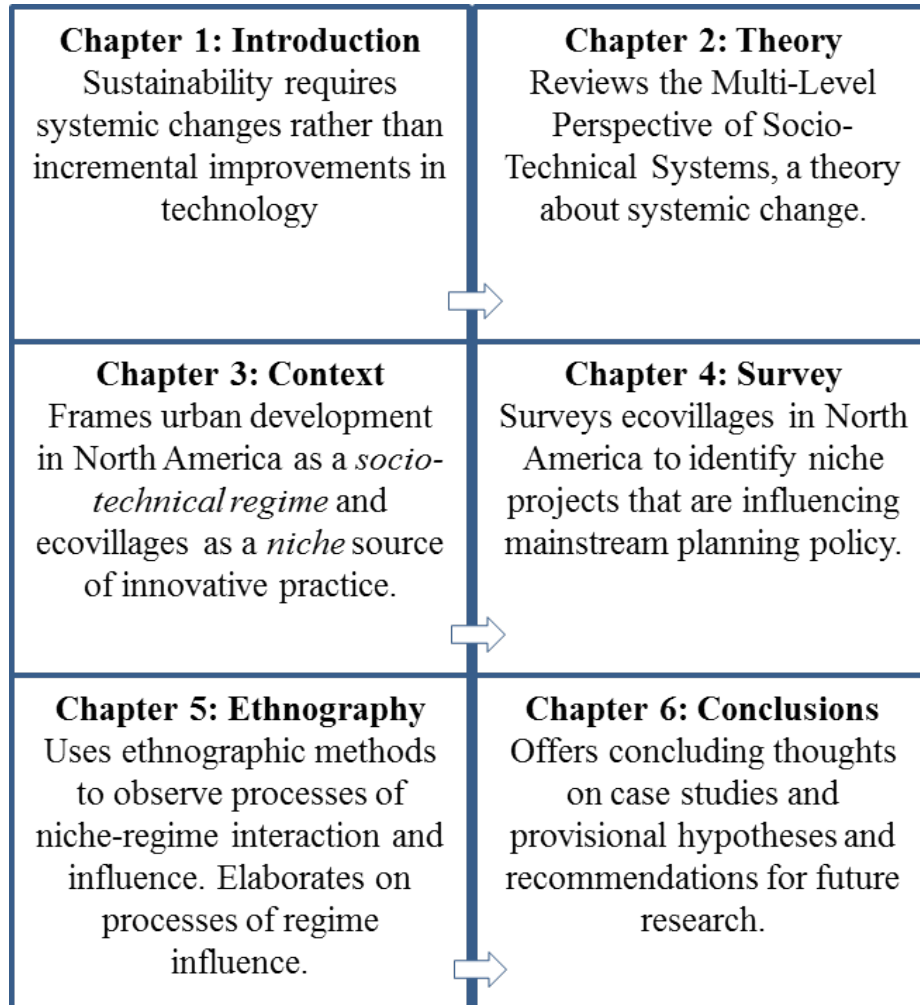 Chapter 1: Introduction
Sustainability requires
systemic changes rather than
incremental improvements in
technology
Chapter 2: Theory
Reviews the Multi-Level
Perspective of Socio-
Technical Systems, a theory
about systemic change.
Chapter 3: Context
Frames urban development
in North America as a socio-
technical regime and
ecovillages as a niche source
of innovative practice.
Chapter 4: Survey
Surveys ecovillages in North
America to identify niche
projects that are influencing
mainstream planning policy.
Chapter 5: Ethnography
Uses ethnographic methods
to observe processes of
niche-regime interaction and
influence. Elaborates on
processes of regime
influence.
Chapter 6: Conclusions
Offers concluding thoughts
on case studies and
provisional hypotheses and
recommendations for future
research.